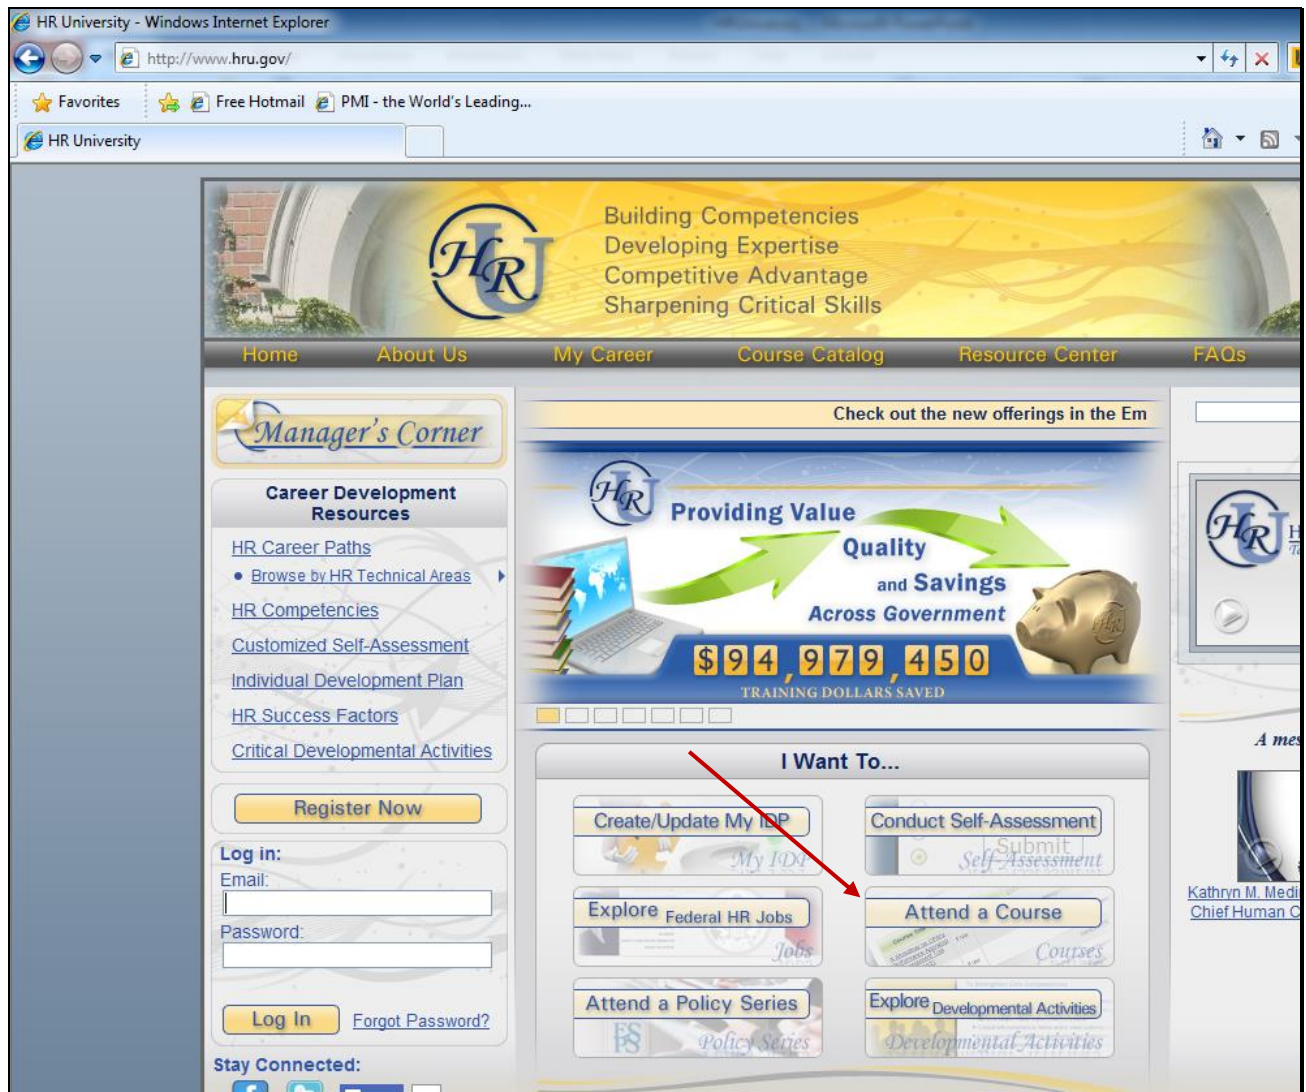 HR University - Windows Internet Explorer
http://www.hru.gov/
Favorites
Free Hotmail
PMI - the World's Leading...
HR University
HRU
Building Competencies
Developing Expertise
Competitive Advantage
Sharpening Critical Skills
Home
About Us
My Career
Course Catalog
Resource Center
FAQs
Manager's Corner
Career Development
Resources
HR Career Paths
Browse by HR Technical Areas
HR Competencies
Customized Self-Assessment
Individual Development Plan
HR Success Factors
Critical Developmental Activities
Register Now
Log in:
Email:
Password:
Log In
Forgot Password?
Stay Connected:
Check out the new offerings in the Em
HRU
Providing Value
Quality
and Savings
Across Government
$94,979,450
TRAINING DOLLARS SAVED
I Want To...
Create/Update My IDP
My IDP
Conduct Self-Assessment
Submit
Self-Assessment
Explore Federal HR Jobs
Jobs
Attend a Course
Courses
Attend a Policy Series
Policy Series
Explore Developmental Activities
Developmental Activities
HRU
A mes
Kathryn M. Medi
Chief Human C